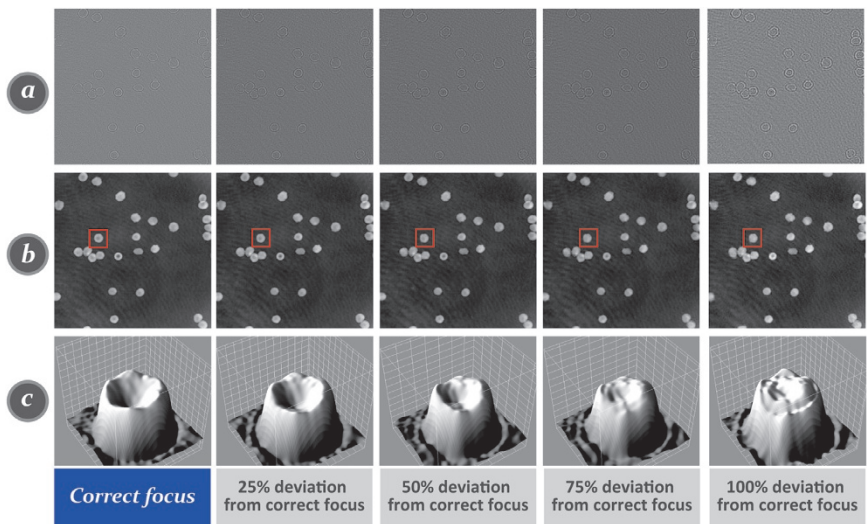 a
b
c
Correct focus
25% deviation
from correct focus
50% deviation
from correct focus
75% deviation
from correct focus
100% deviation
from correct focus